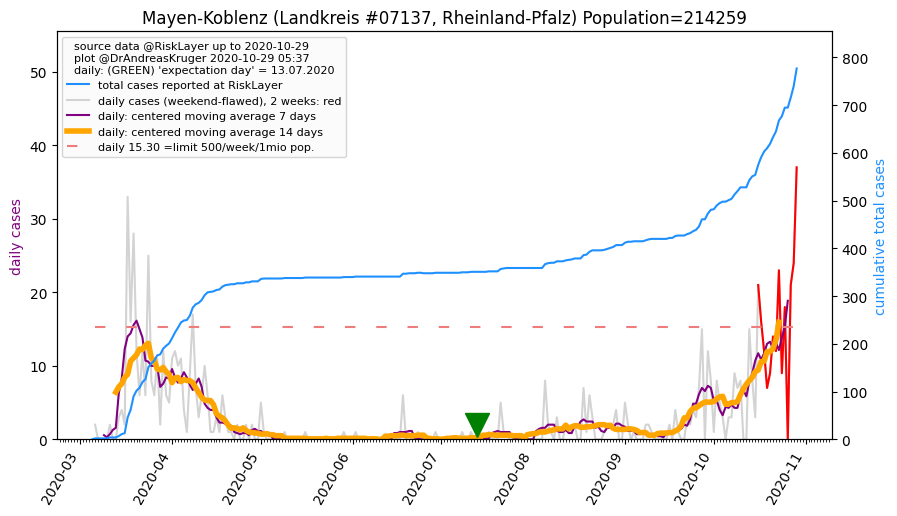 Mayen-Koblenz (Landkreis #07137, Rheinland-Pfalz) Population=214259
source data @RiskLayer up to 2020-10-29
plot @DrAndreasKruger 2020-10-29 05:37
daily: (GREEN) 'expectation day' = 13.07.2020
total cases reported at RiskLayer
daily cases (weekend-flawed), 2 weeks: red
daily: centered moving average 7 days
daily: centered moving average 14 days
daily 15.30 =limit 500/week/1mio pop.
daily cases
50
40
30
20
10
0
cumulative total cases
800
700
600
500
400
300
200
100
0
2020-03
2020-04
2020-05
2020-06
2020-07
2020-08
2020-09
2020-10
2020-11